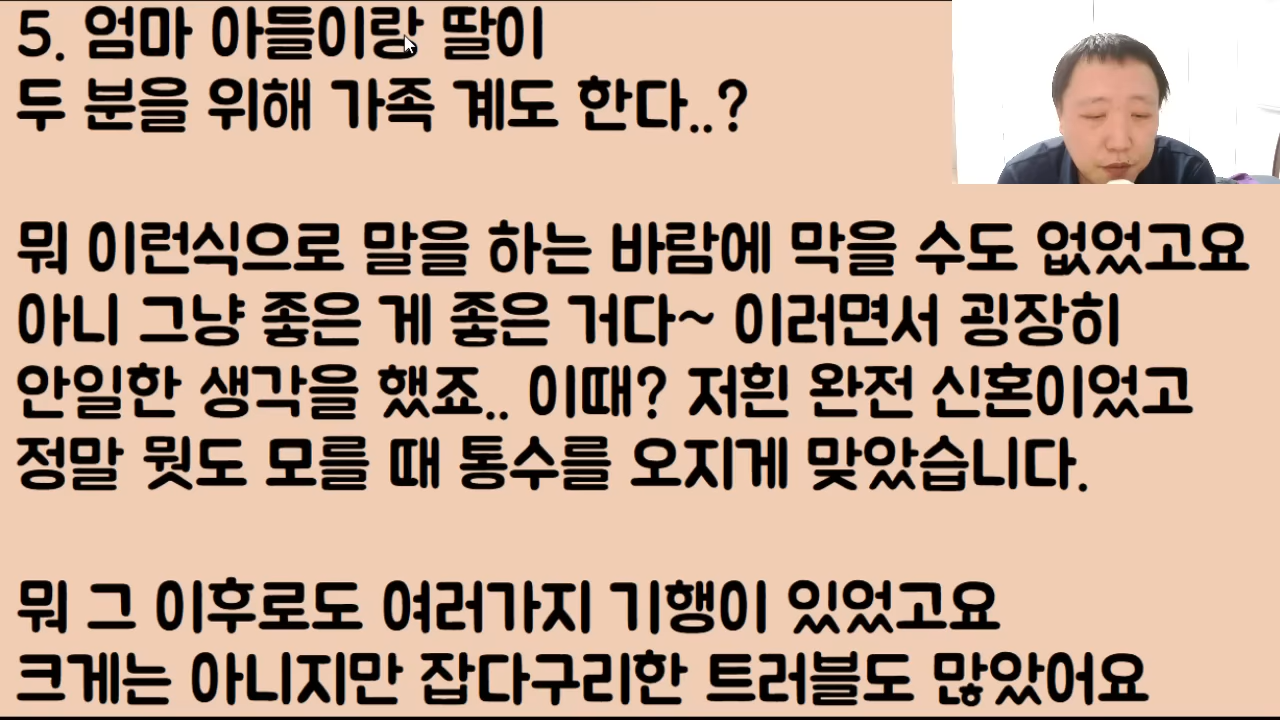 5. 엄마 아들이랑 딸이
두 분을 위해 가족 계도 한다..?
뭐 이런식으로 말을 하는 바람에 막을 수도 없었고요
아니 그냥 좋은 게 좋은 거다~ 이러면서 굉장히
안일한 생각을 했죠.. 이때? 저흰 완전 신혼이었고
정말 뭣도 모를 때 통수를 오지게 맞았습니다.
뭐 그 이후로도 여러가지 기행이 있었고요
크게는 아니지만 잡다구리한 트러블도 많았어요